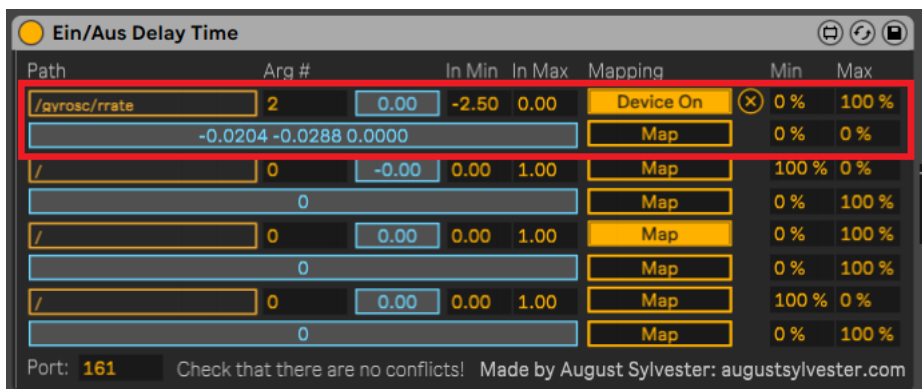 Ein/Aus Delay Time
Path Arg # In Min In Max Mapping Min Max
/gyrosc/rrate 2 0.00 -2.50 0.00 Device On 0 % 100 %
-0.0204 -0.0288 0.0000 Map 0 % 0 %
/ 0 -0.00 0.00 1.00 Map 100 % 0 %
0 Map 0 % 100 %
/ 0 0.00 0.00 1.00 Map 0 % 100 %
0 Map 0 % 100 %
/ 0 0.00 0.00 1.00 Map 100 % 0 %
0 Map 0 % 100 %
Port: 161 Check that there are no conflicts! Made by August Sylvester: augustsylvester.com